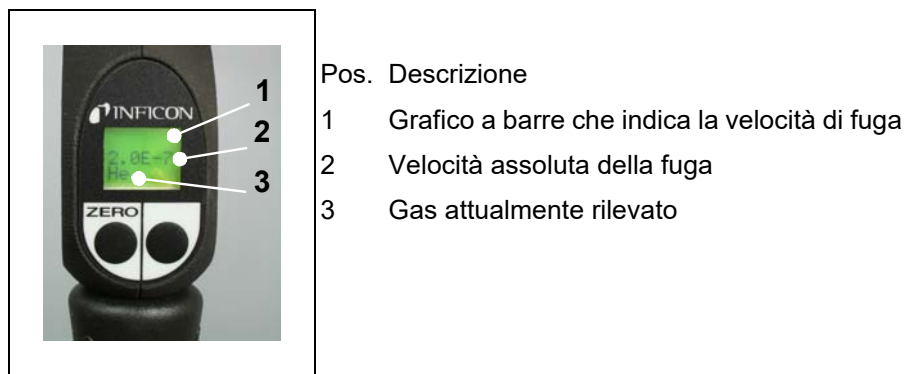 1
2
3
INFICON
2.0E-7
He
ZERO
Pos. Descrizione
1 Grafico a barre che indica la velocità di fuga
2 Velocità assoluta della fuga
3 Gas attualmente rilevato